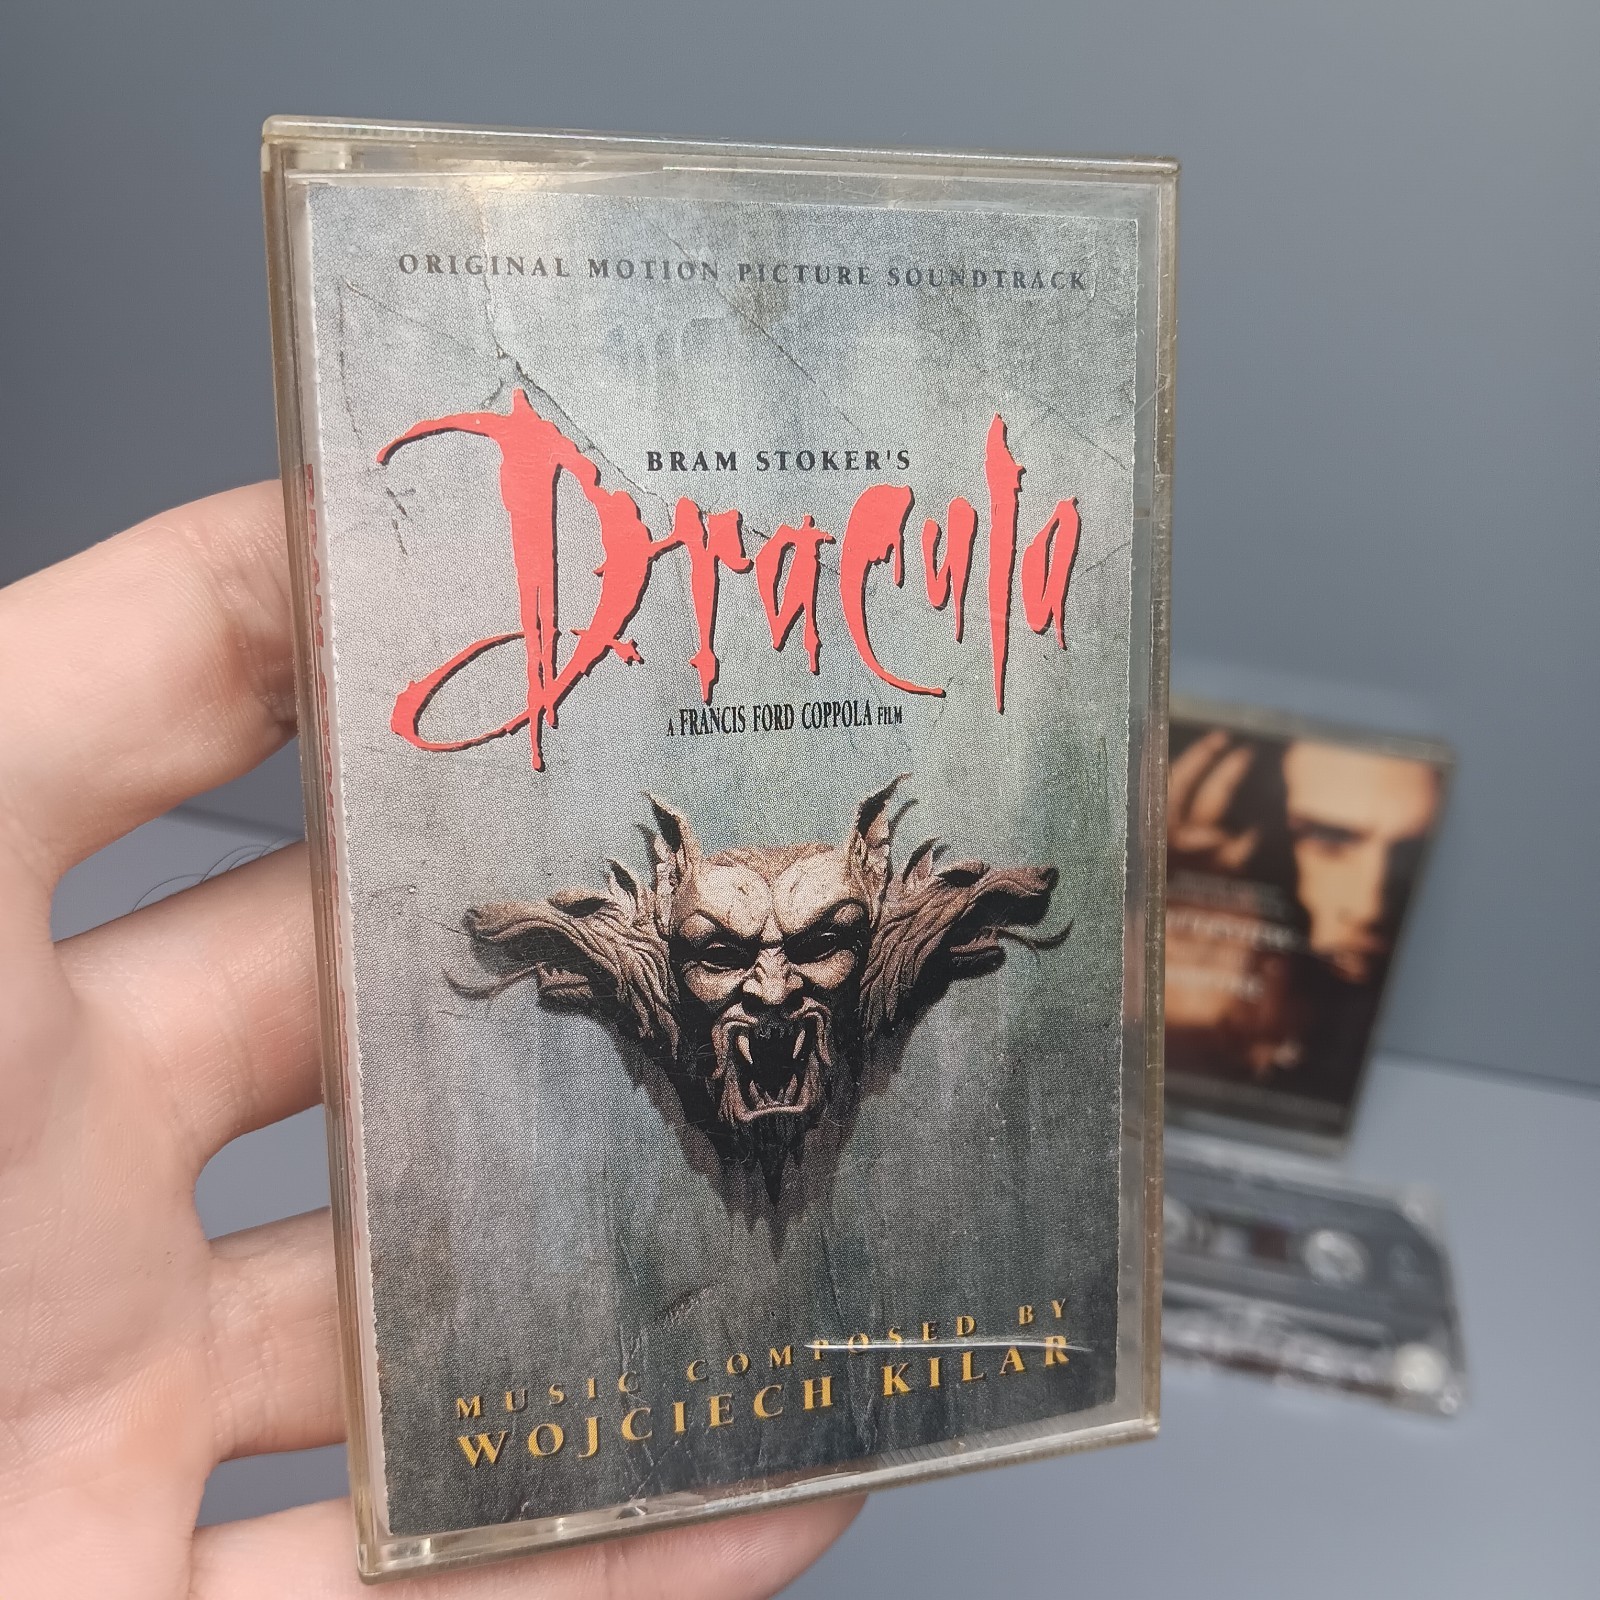 ORIGINAL MOTION PICTURE SOUNDTRACK
BRAM STOKER'S
Dracula
A FRANCIS FORD COPPOLA FILM
MUSIC COMPOSED BY
WOJCIECH KILAR